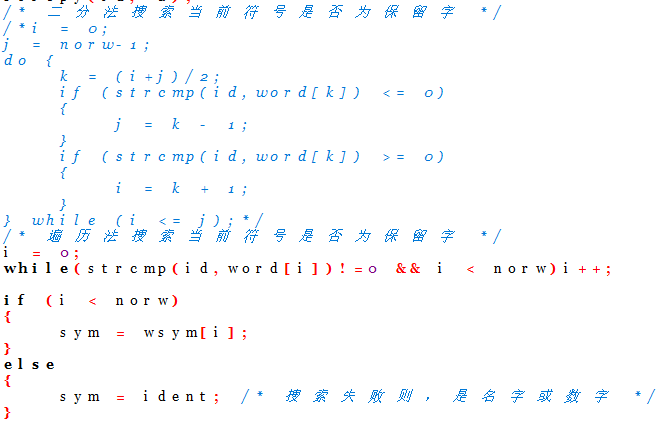 /* 二分法搜索当前符号是否为保留字 */
/*i = 0;
j = norw-1;
do {
k = (i+j)/2;
if (strcmp(id,word[k]) <= 0)
{
j = k - 1;
}
if (strcmp(id,word[k]) >= 0)
{
i = k + 1;
}
} while (i <= j);*/
/* 遍历法搜索当前符号是否为保留字 */
i = 0;
while(strcmp(id,word[i])!=0 && i < norw)i++;
if (i < norw)
{
sym = wsym[i];
}
else
{
sym = ident; /* 搜索失败则，是名字或数字 */
}